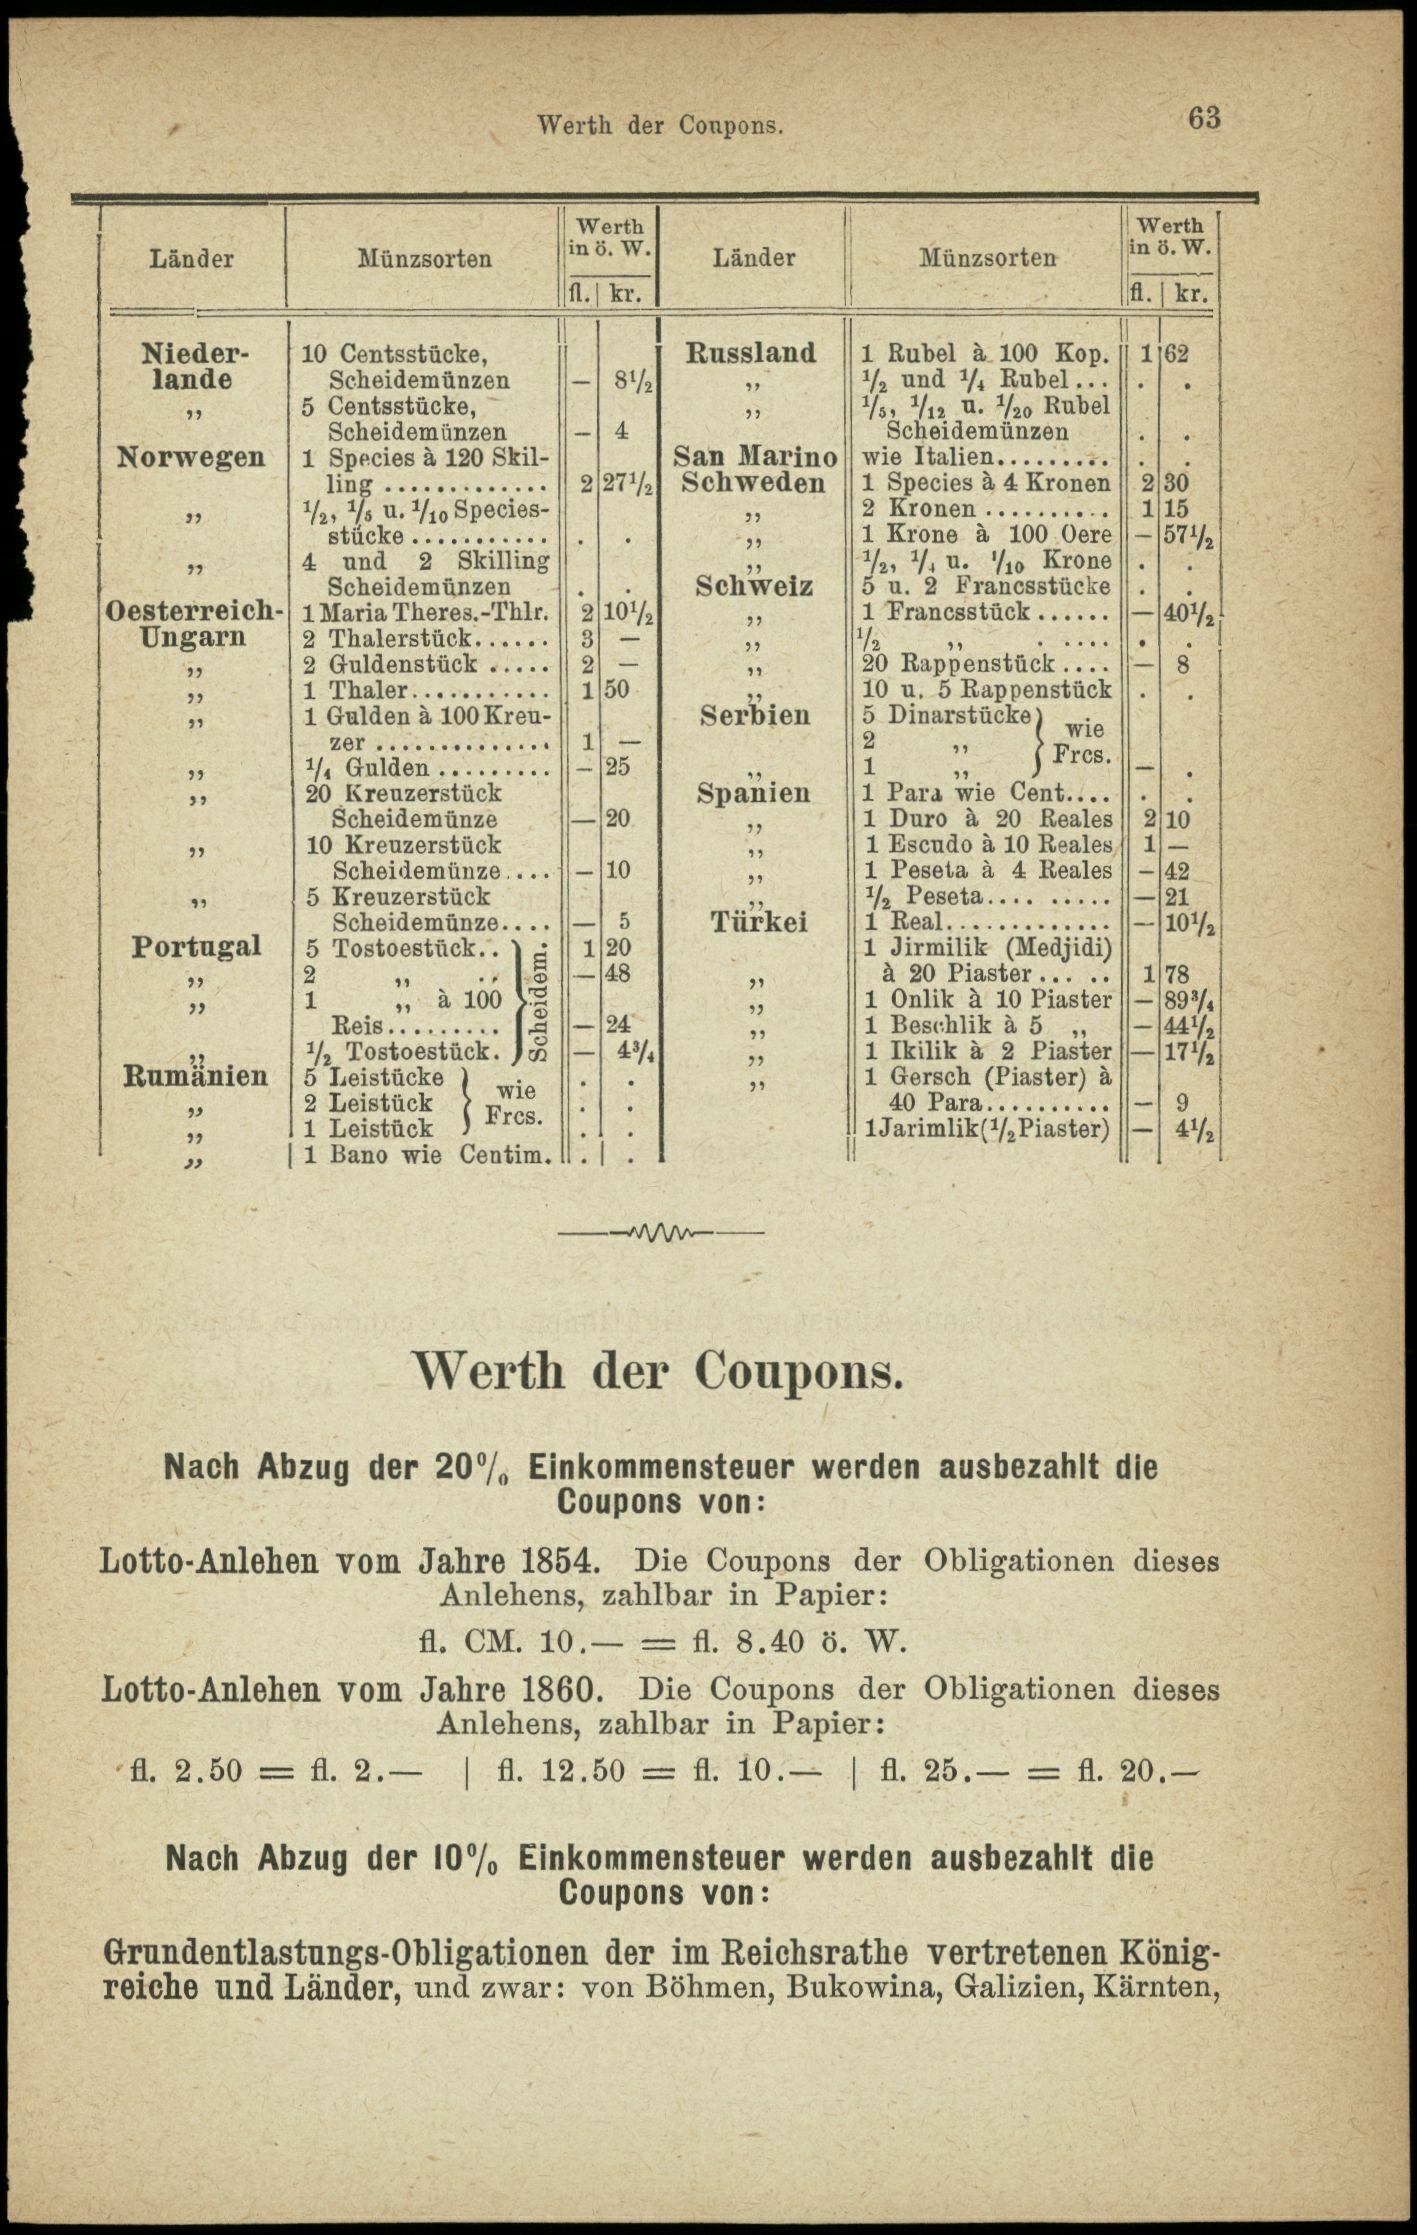 Werth der Coupons. 63
Länder Münzsorten Werth in ö. W. fl. kr. Länder Münzsorten Werth in ö. W. fl. kr.
Nieder- 10 Centsstücke,
lande Scheidemünzen — 8½
„ 5 Centsstücke,
Scheidemünzen — 4
Norwegen 1 Species à 120 Skil-
ling ............. 2 27½
„ ½, ⅕ u. 1/10 Species-
stücke ........... . .
„ 4 und 2 Skilling
Scheidemünzen . .
Oesterreich- 1 Maria Theres.-Thlr. 2 10½
Ungarn 2 Thalerstück...... 3 —
„ 2 Guldenstück ..... 2 —
„ 1 Thaler........... 1 50
„ 1 Gulden à 100 Kreu-
zer .............. 1 —
„ ¼ Gulden ......... — 25
„ 20 Kreuzerstück
Scheidemünze — 20
„ 10 Kreuzerstück
Scheidemünze.... — 10
„ 5 Kreuzerstück
Scheidemünze.... — 5
Portugal 5 Tostoestück.. 1 20
„ 2 „ .. — 48
„ 1 „ à 100
Reis......... — 24
„ ½ Tostoestück. Scheidem. — 4¾
Rumänien 5 Leistücke . .
„ 2 Leistück wie Frcs. . .
„ 1 Leistück . .
„ 1 Bano wie Centim. . .
Russland 1 Rubel à 100 Kop. 1 62
„ ½ und ¼ Rubel... . .
„ ⅕, 1/12 u. 1/20 Rubel
Scheidemünzen . .
San Marino wie Italien......... . .
Schweden 1 Species à 4 Kronen 2 30
„ 2 Kronen .......... 1 15
„ 1 Krone à 100 Oere — 57½
„ ½, ¼ u. 1/10 Krone . .
Schweiz 5 u. 2 Francsstücke . .
„ 1 Francsstück...... — 40½
„ ½ „ . .... . .
„ 20 Rappenstück.... — 8
„ 10 u. 5 Rappenstück . .
Serbien 5 Dinarstücke
2 „ wie Frcs.
1 „ — .
„ 1 Para wie Cent.... . .
Spanien 1 Duro à 20 Reales 2 10
„ 1 Escudo à 10 Reales 1 —
„ 1 Peseta à 4 Reales — 42
„ ½ Peseta.... ..... — 21
„ 1 Real............. — 10½
Türkei 1 Jirmilik (Medjidi)
à 20 Piaster... .. 1 78
„ 1 Onlik à 10 Piaster — 89¾
„ 1 Beschlik à 5 „ — 44½
„ 1 Ikilik à 2 Piaster — 17½
„ 1 Gersch (Piaster) à
40 Para.......... — 9
„ 1 Jarimlik(½Piaster) — 4½
Werth der Coupons.
Nach Abzug der 20% Einkommensteuer werden ausbezahlt die
Coupons von:
Lotto-Anlehen vom Jahre 1854. Die Coupons der Obligationen dieses
Anlehens, zahlbar in Papier:
fl. CM. 10.— = fl. 8.40 ö. W.
Lotto-Anlehen vom Jahre 1860. Die Coupons der Obligationen dieses
Anlehens, zahlbar in Papier:
fl. 2.50 = fl. 2.— | fl. 12.50 = fl. 10.— | fl. 25.— = fl. 20.—
Nach Abzug der 10% Einkommensteuer werden ausbezahlt die
Coupons von:
Grundentlastungs-Obligationen der im Reichsrathe vertretenen König-
reiche und Länder, und zwar: von Böhmen, Bukowina, Galizien, Kärnten,